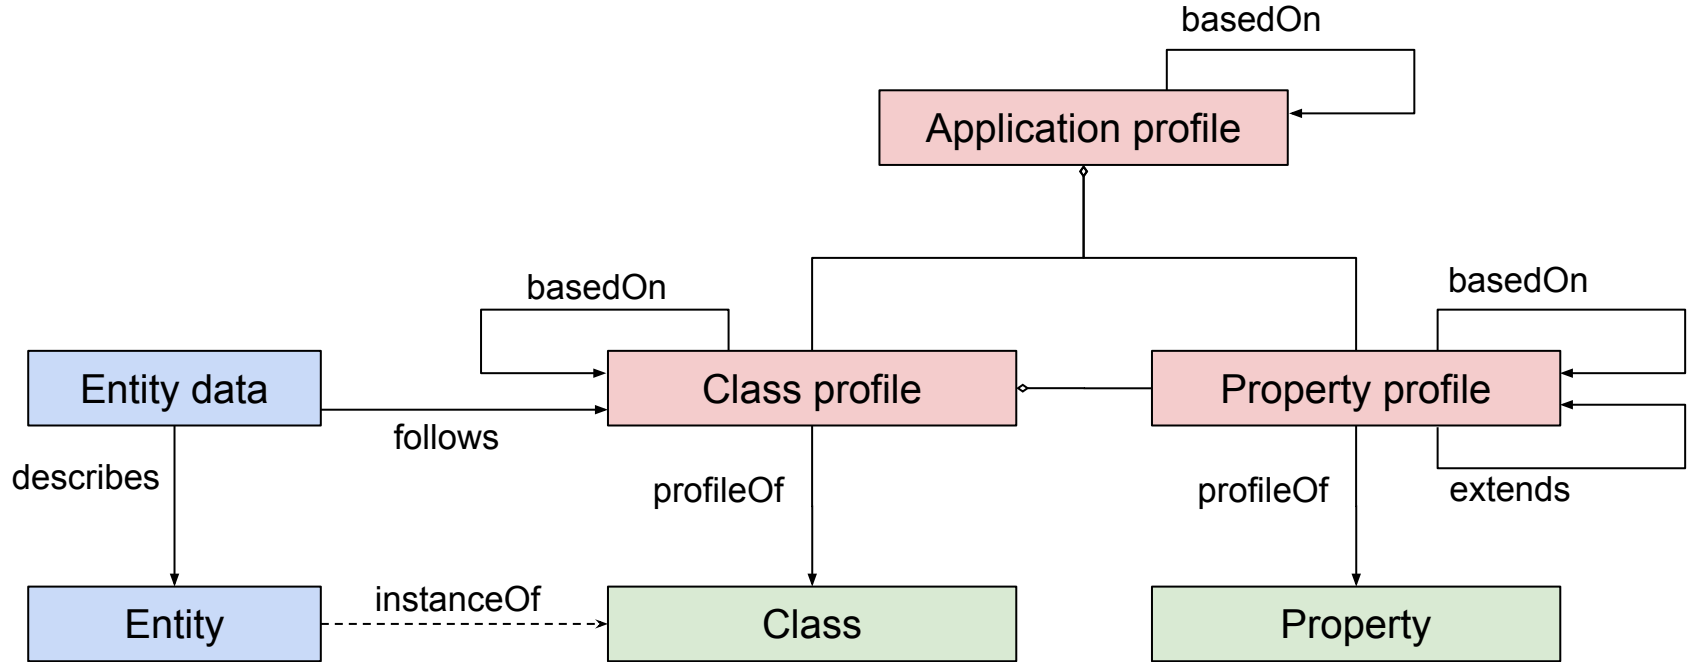 basedOn
Application profile
basedOn
basedOn
Entity data
Class profile
Property profile
follows
describes
profileOf
profileOf
extends
instanceOf
Entity
Class
Property